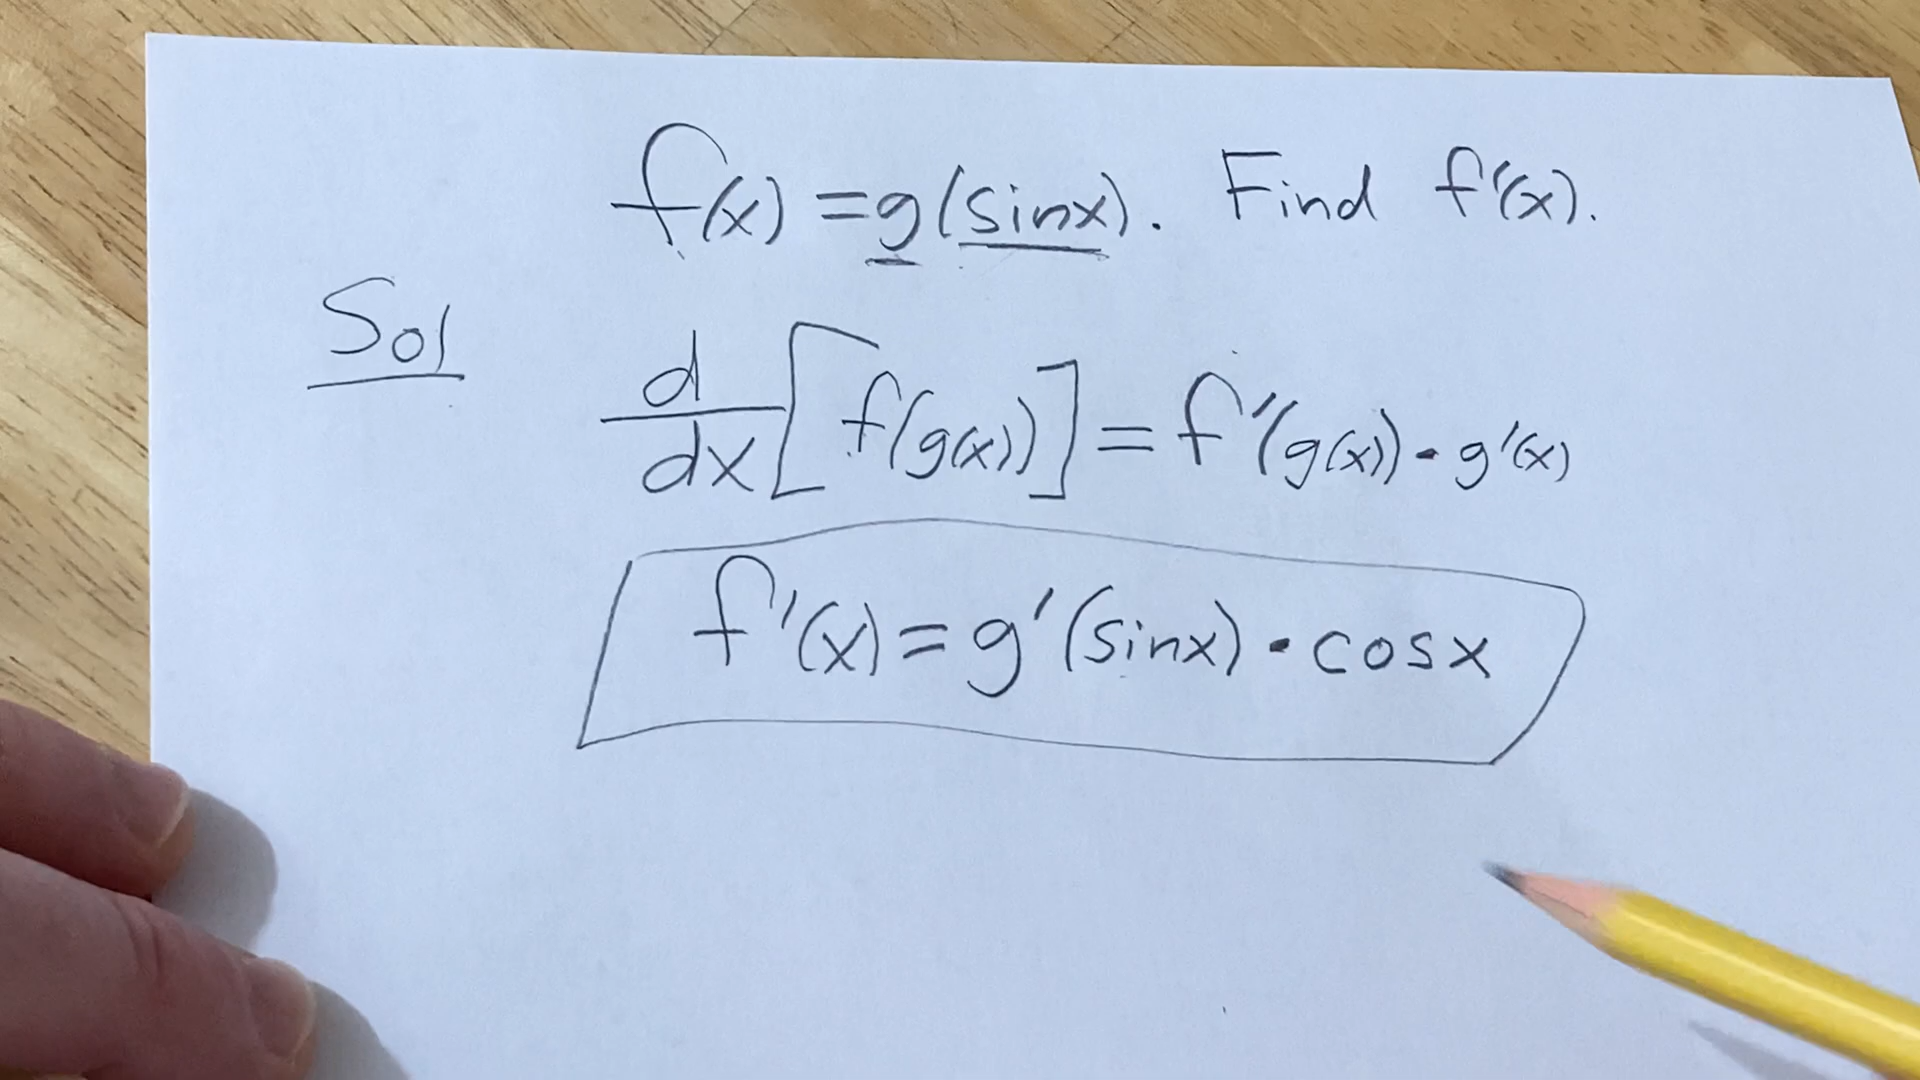 f(x) = g(sinx). Find f'(x).
Sol
d/dx [f(g(x))] = f'(g(x)) · g'(x)
f'(x) = g'(sinx) · cosx